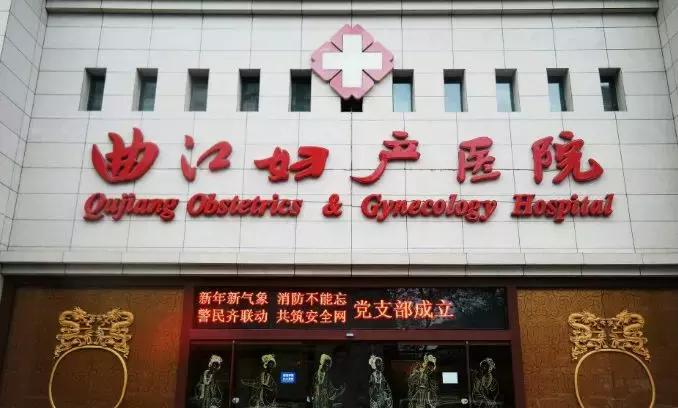 曲江妇产医院
Qujiang Obstetrics & Gynecology Hospital
新年新气象 消防不能忘
警民齐联动 共筑安全网
党支部成立